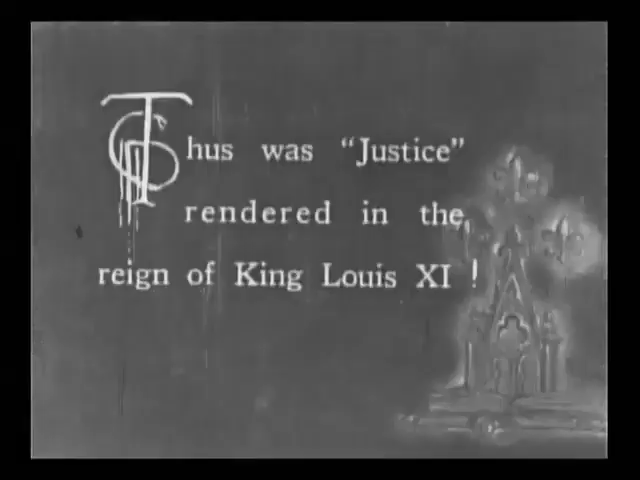 Thus was “Justice”
rendered in the
reign of King Louis XI !